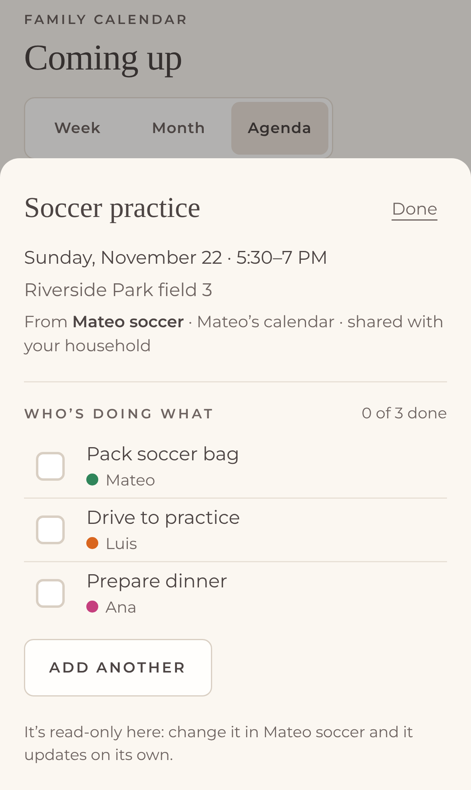 FAMILY CALENDAR
Coming up
Week Month Agenda
Soccer practice
Done
Sunday, November 22 · 5:30–7 PM
Riverside Park field 3
From Mateo soccer · Mateo’s calendar · shared with
your household
WHO’S DOING WHAT
0 of 3 done
Pack soccer bag
Mateo
Drive to practice
Luis
Prepare dinner
Ana
ADD ANOTHER
It’s read-only here: change it in Mateo soccer and it
updates on its own.